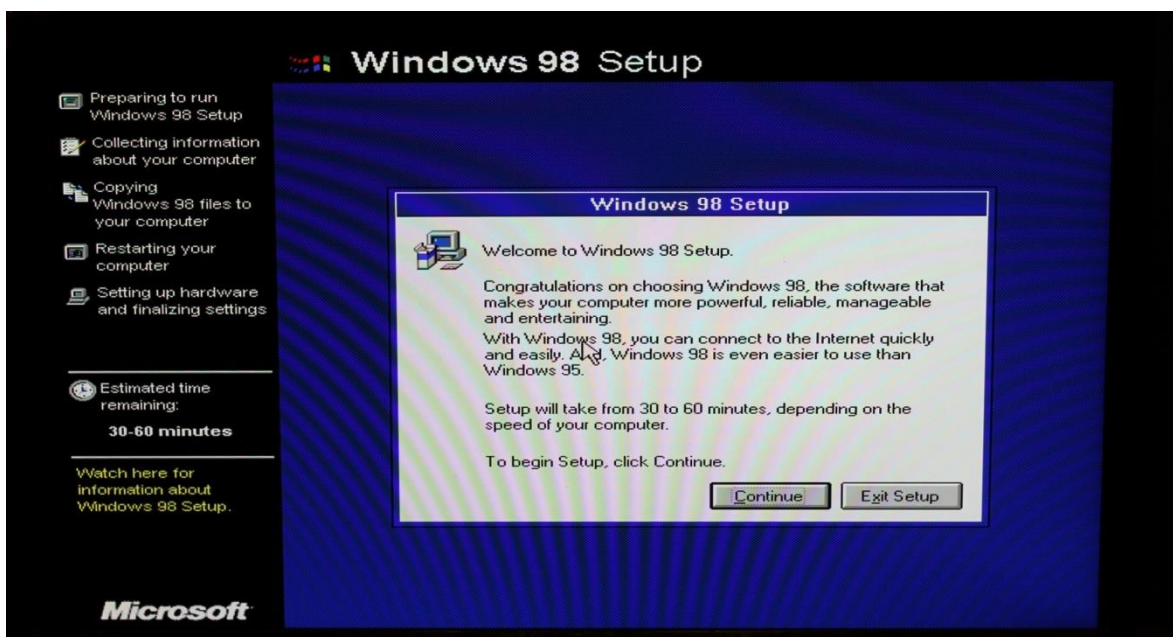 Windows 98 Setup
Preparing to run
Windows 98 Setup
Collecting information
about your computer
Copying
Windows 98 files to
your computer
Restarting your
computer
Setting up hardware
and finalizing settings
Estimated time
remaining:
30-60 minutes
Watch here for
information about
Windows 98 Setup.
Microsoft
Windows 98 Setup
Welcome to Windows 98 Setup.
Congratulations on choosing Windows 98, the software that
makes your computer more powerful, reliable, manageable
and entertaining.
With Windows 98, you can connect to the Internet quickly
and easily. And, Windows 98 is even easier to use than
Windows 95.
Setup will take from 30 to 60 minutes, depending on the
speed of your computer.
To begin Setup, click Continue.
Continue
Exit Setup